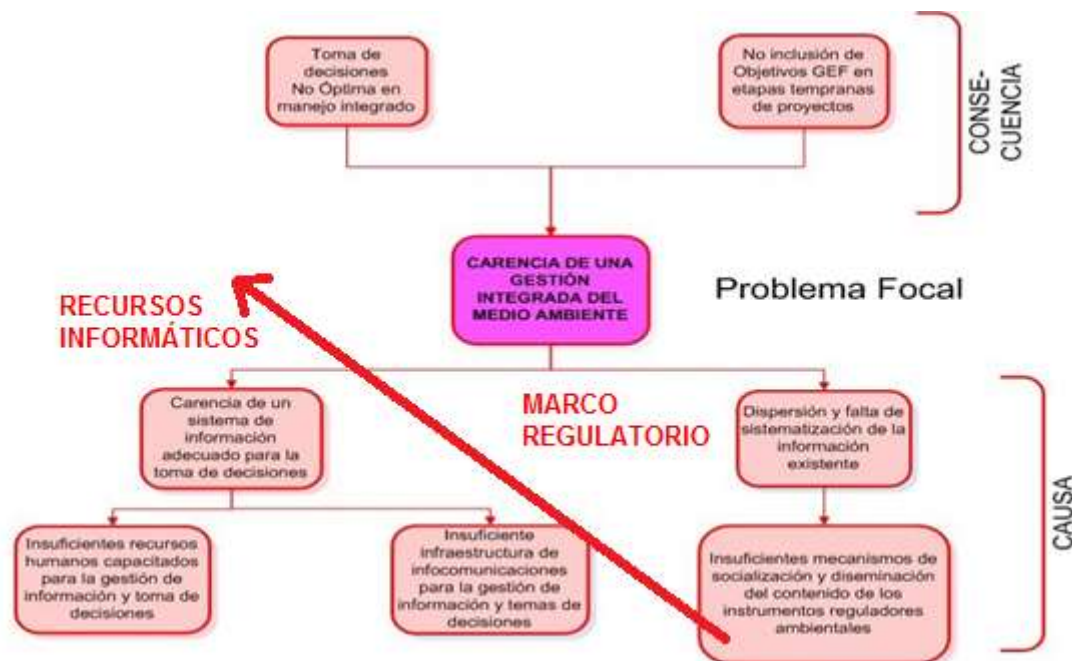 Toma de
decisiones
No Óptima en
manejo integrado
No inclusión de
Objetivos GEF en
etapas tempranas
de proyectos
CONSE-
CUENCIA
CARENCIA DE UNA
GESTIÓN
INTEGRADA DEL
MEDIO AMBIENTE
Problema Focal
RECURSOS
INFORMÁTICOS
MARCO
REGULATORIO
Carencia de un
sistema de
información
adecuado para la
toma de decisiones
Dispersión y falta de
sistematización de la
información
existente
CAUSA
Insuficientes recursos
humanos capacitados
para la gestión de
información y toma de
decisiones
Insuficiente
infraestructura de
infocomunicaciones
para la gestión de
información y temas de
decisiones
Insuficientes mecanismos de
socialización y diseminación
del contenido de los
instrumentos reguladores
ambientales